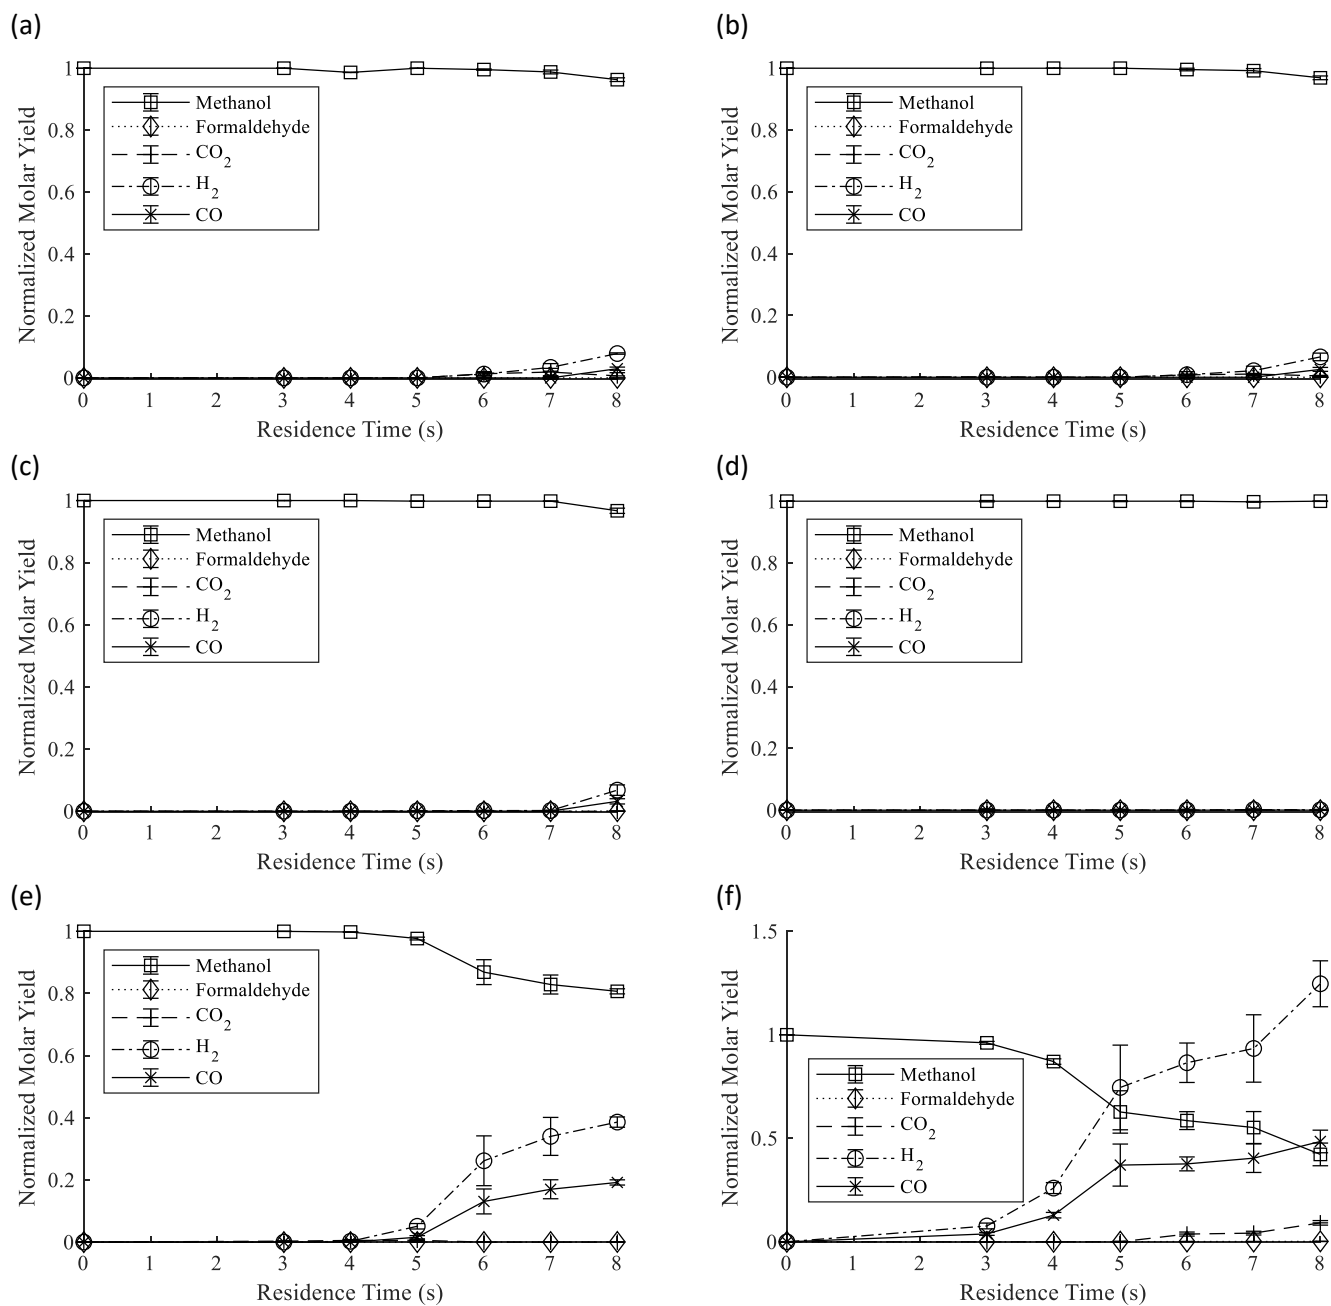 (a)
Normalized Molar Yield
1
0.8
0.6
0.4
0.2
0
Methanol
Formaldehyde
CO2
H2
CO
0 1 2 3 4 5 6 7 8
Residence Time (s)
(b)
Normalized Molar Yield
1
0.8
0.6
0.4
0.2
0
Methanol
Formaldehyde
CO2
H2
CO
0 1 2 3 4 5 6 7 8
Residence Time (s)
(c)
Normalized Molar Yield
1
0.8
0.6
0.4
0.2
0
Methanol
Formaldehyde
CO2
H2
CO
0 1 2 3 4 5 6 7 8
Residence Time (s)
(d)
Normalized Molar Yield
1
0.8
0.6
0.4
0.2
0
Methanol
Formaldehyde
CO2
H2
CO
0 1 2 3 4 5 6 7 8
Residence Time (s)
(e)
Normalized Molar Yield
1
0.8
0.6
0.4
0.2
0
Methanol
Formaldehyde
CO2
H2
CO
0 1 2 3 4 5 6 7 8
Residence Time (s)
(f)
Normalized Molar Yield
1.5
1
0.5
0
Methanol
Formaldehyde
CO2
H2
CO
0 1 2 3 4 5 6 7 8
Residence Time (s)